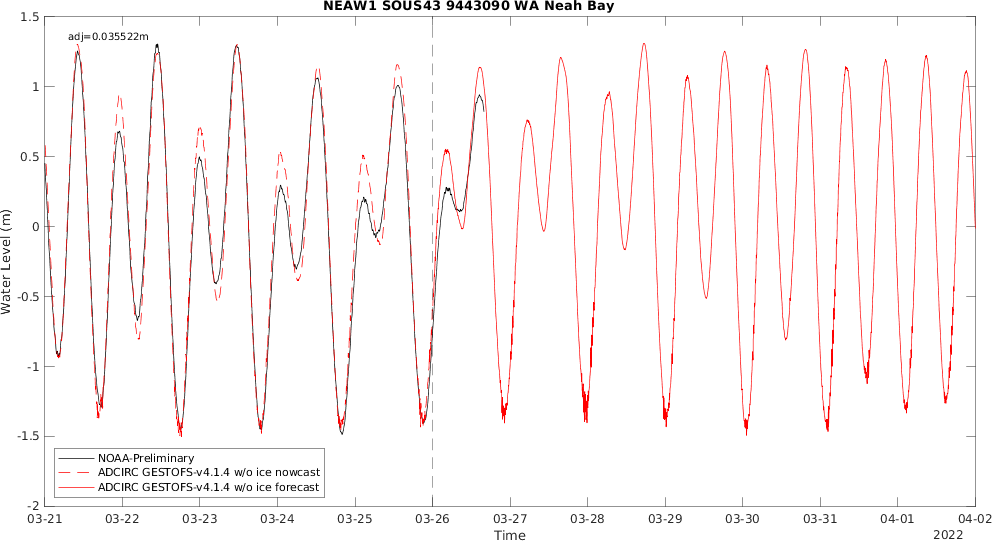 NEAW1 SOUS43 9443090 WA Neah Bay
adj=0.035522m
1.5
1
0.5
0
-0.5
-1
-1.5
-2
Water Level (m)
NOAA-Preliminary
ADCIRC GESTOFS-v4.1.4 w/o ice nowcast
ADCIRC GESTOFS-v4.1.4 w/o ice forecast
03-21 03-22 03-23 03-24 03-25 03-26 03-27 03-28 03-29 03-30 03-31 04-01 04-02
Time
2022